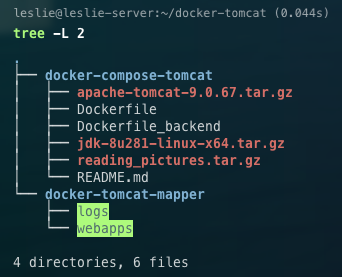 leslie@leslie-server:~/docker-tomcat (0.044s)
tree -L 2
.
├── docker-compose-tomcat
│   ├── apache-tomcat-9.0.67.tar.gz
│   ├── Dockerfile
│   ├── Dockerfile_backend
│   ├── jdk-8u281-linux-x64.tar.gz
│   ├── reading_pictures.tar.gz
│   └── README.md
└── docker-tomcat-mapper
    ├── logs
    └── webapps
4 directories, 6 files